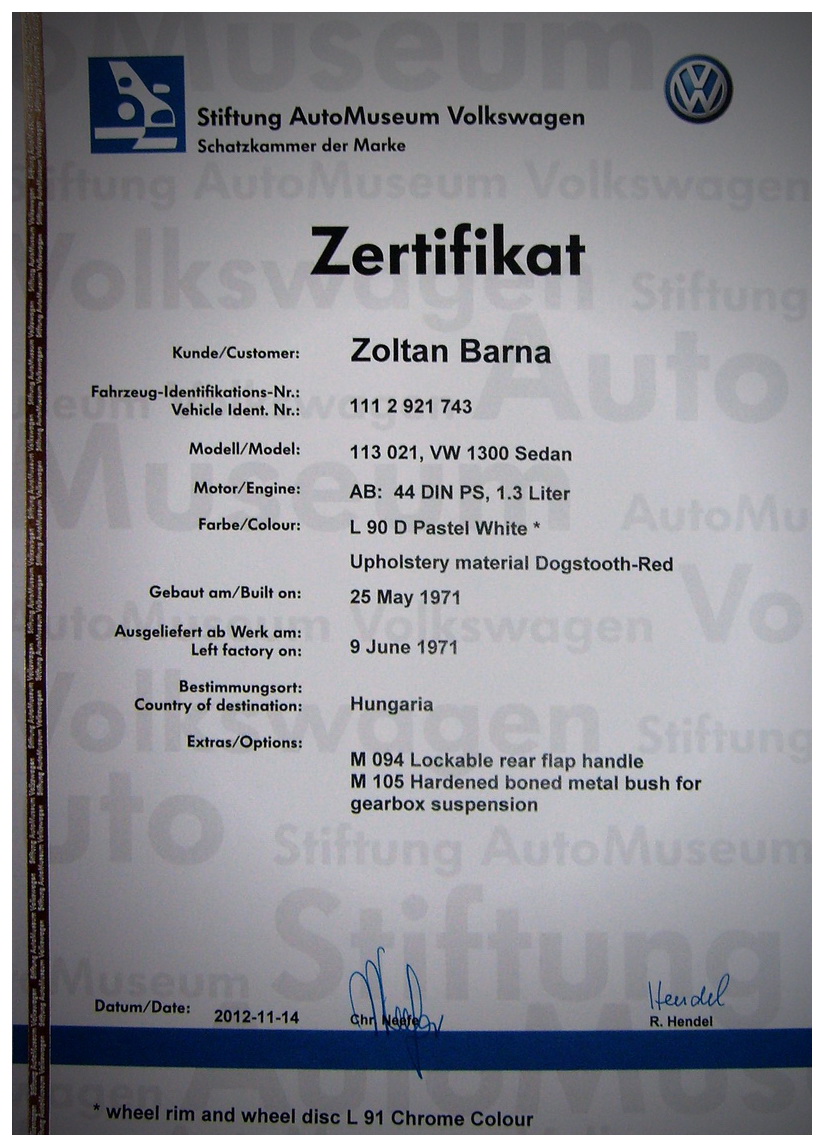 Stiftung AutoMuseum Volkswagen
Schatzkammer der Marke
Zertifikat
Kunde/Customer: Zoltan Barna
Fahrzeug-Identifikations-Nr.:
Vehicle Ident. Nr.: 111 2 921 743
Modell/Model: 113 021, VW 1300 Sedan
Motor/Engine: AB: 44 DIN PS, 1.3 Liter
Farbe/Colour: L 90 D Pastel White *
Upholstery material Dogstooth-Red
Gebaut am/Built on: 25 May 1971
Ausgeliefert ab Werk am:
Left factory on: 9 June 1971
Bestimmungsort:
Country of destination: Hungaria
Extras/Options:
M 094 Lockable rear flap handle
M 105 Hardened boned metal bush for
gearbox suspension
Hendel
Datum/Date: 2012-11-14 Chr. R. Hendel
* wheel rim and wheel disc L 91 Chrome Colour